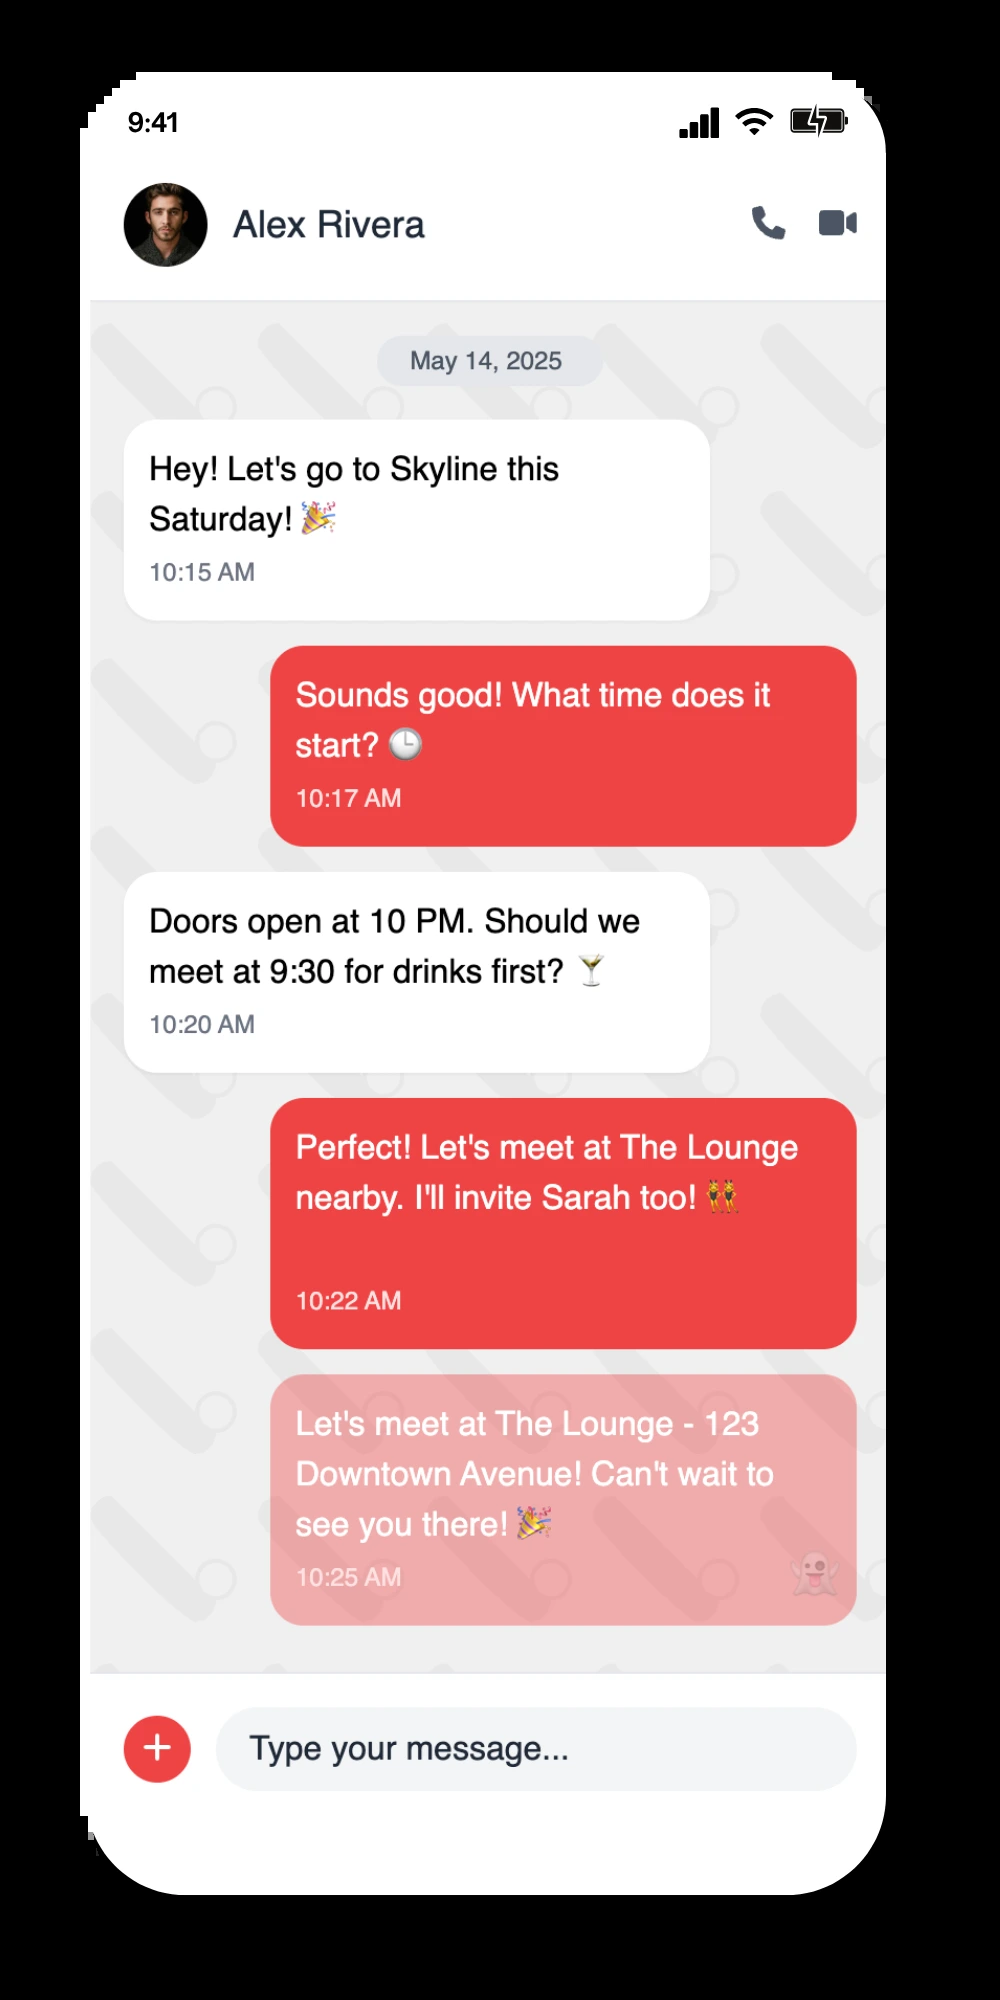 9:41
Alex Rivera
May 14, 2025
Hey! Let's go to Skyline this
Saturday! 🎉
10:15 AM
Sounds good! What time does it
start? 🕒
10:17 AM
Doors open at 10 PM. Should we
meet at 9:30 for drinks first? 🍸
10:20 AM
Perfect! Let's meet at The Lounge
nearby. I'll invite Sarah too! 👯
10:22 AM
Let's meet at The Lounge - 123
Downtown Avenue! Can't wait to
see you there! 🎉
10:25 AM
Type your message...